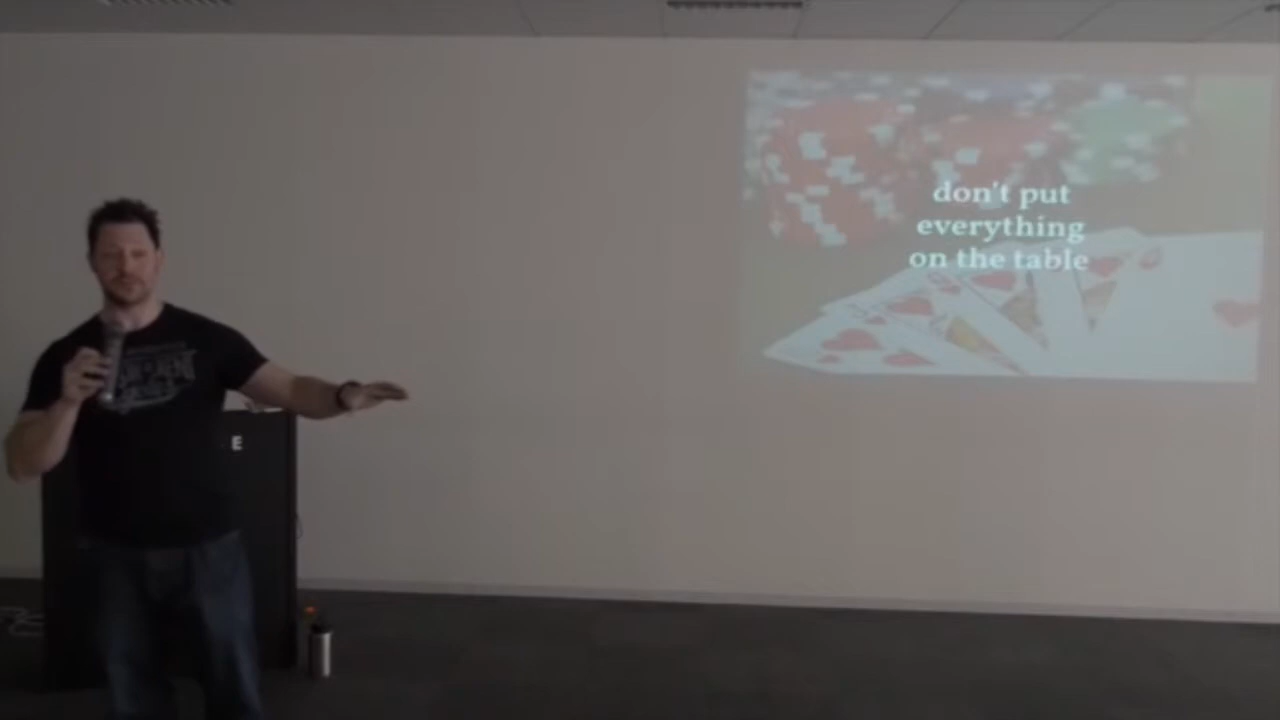 don't put
everything
on the table
E